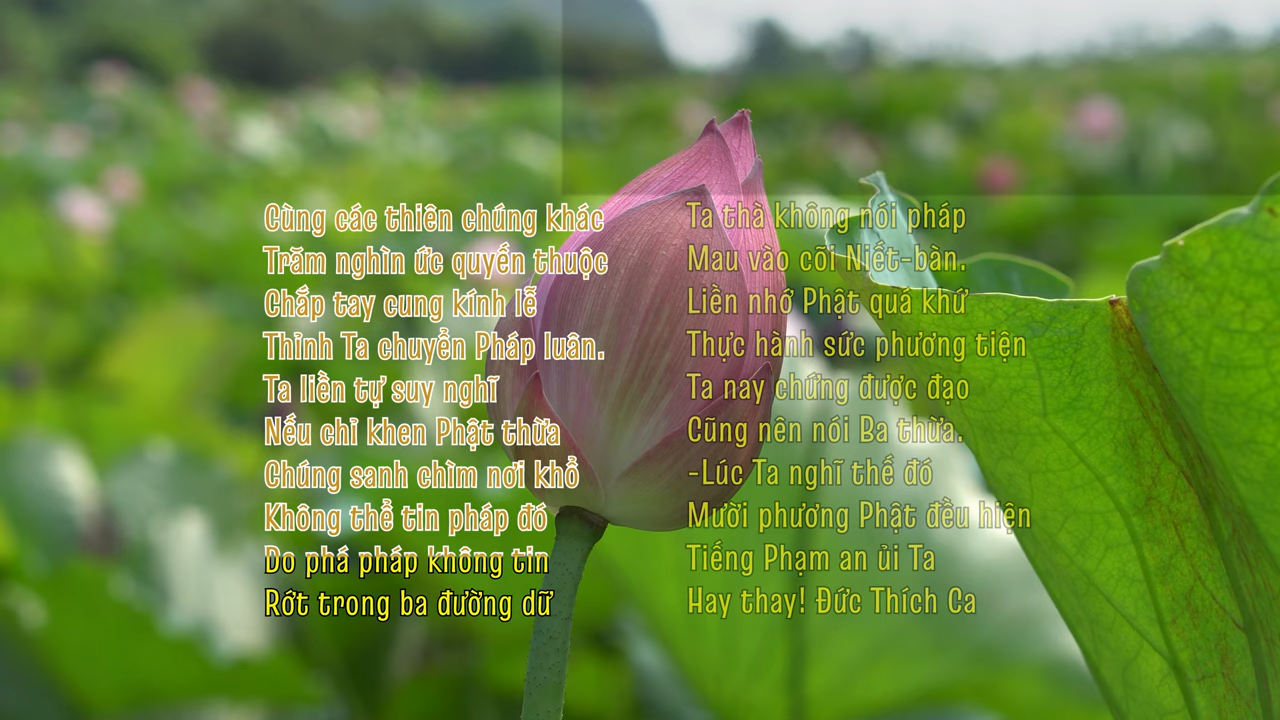 Cùng các thiên chúng khác
Trăm nghìn ức quyến thuộc
Chắp tay cung kính lễ
Thỉnh Ta chuyển Pháp luân.
Ta liền tự suy nghĩ
Nếu chỉ khen Phật thừa
Chúng sanh chìm nơi khổ
Không thể tin pháp đó
Do phá pháp không tin
Rớt trong ba đường dữ
Ta thà không nói pháp
Mau vào cõi Niết-bàn.
Liền nhớ Phật quá khứ
Thực hành sức phương tiện
Ta nay chứng được đạo
Cũng nên nói Ba thừa.
-Lúc Ta nghĩ thế đó
Mười phương Phật đều hiện
Tiếng Phạm an ủi Ta
Hay thay! Đức Thích Ca